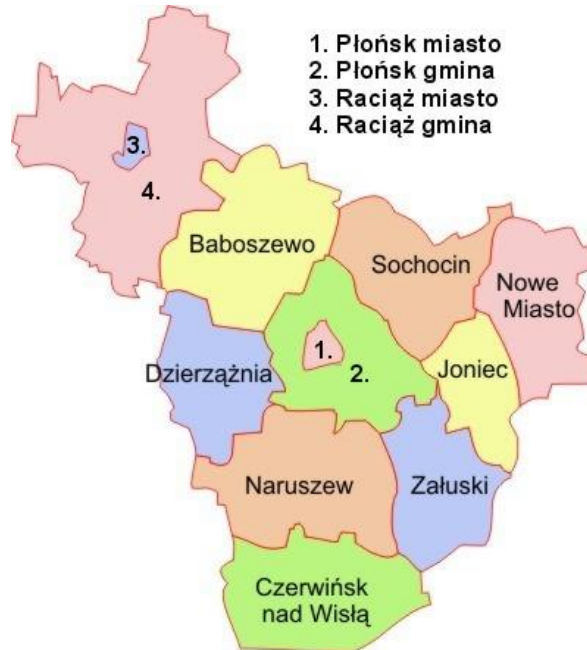 1. Płońsk miasto
2. Płońsk gmina
3. Raciąż miasto
4. Raciąż gmina
3.
4.
Baboszewo
Sochocin
Nowe
Miasto
1.
2.
Dzierzążnia
Joniec
Naruszew
Załuski
Czerwińsk
nad Wisłą